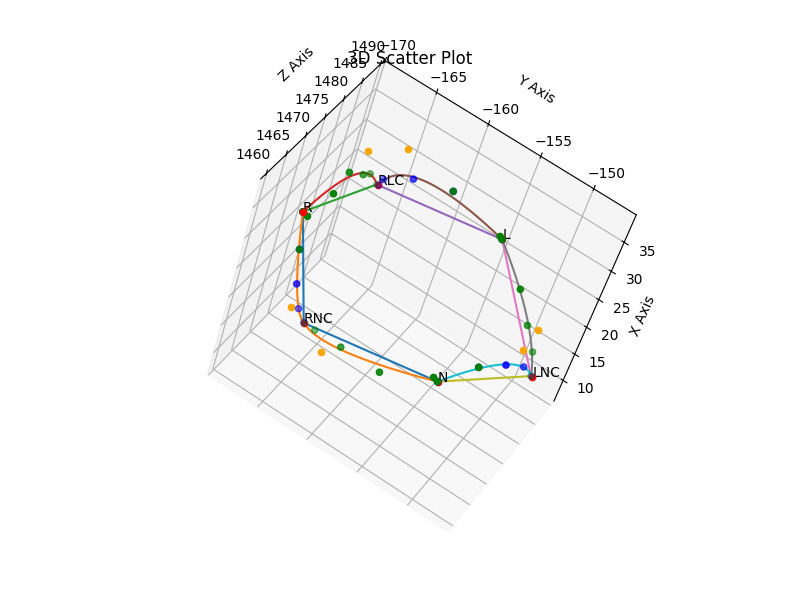 3D Scatter Plot
Z Axis
1490
1485
1480
1475
1470
1465
1460
Y Axis
−170
−165
−160
−155
−150
X Axis
35
30
25
20
15
10
R
RLC
L
RNC
N
LNC